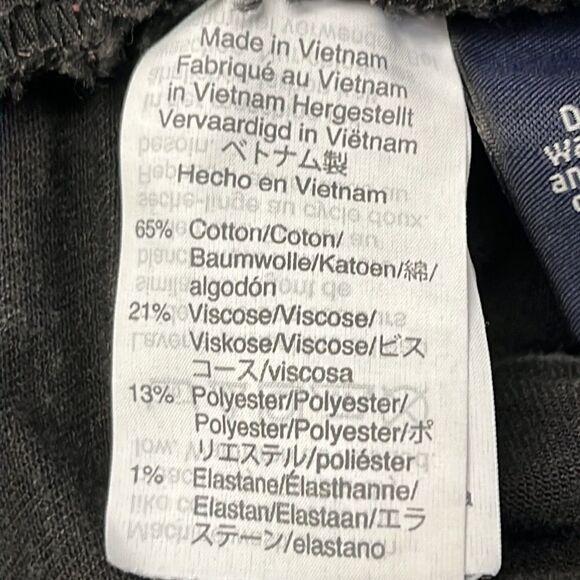 Made in Vietnam
Fabriqué au Vietnam
in Vietnam Hergestellt
Vervaardigd in Viëtnam
ベトナム製
Hecho en Vietnam
65% Cotton/Coton/
Baumwolle/Katoen/綿/
algodón
21% Viscose/Viscose/
Viskose/Viscose/ビス
コース/viscosa
13% Polyester/Polyester/
Polyester/Polyester/ポ
リエステル/poliéster
1% Elastane/Élasthanne/
Elastan/Elastaan/エラ
ステーン/elastano